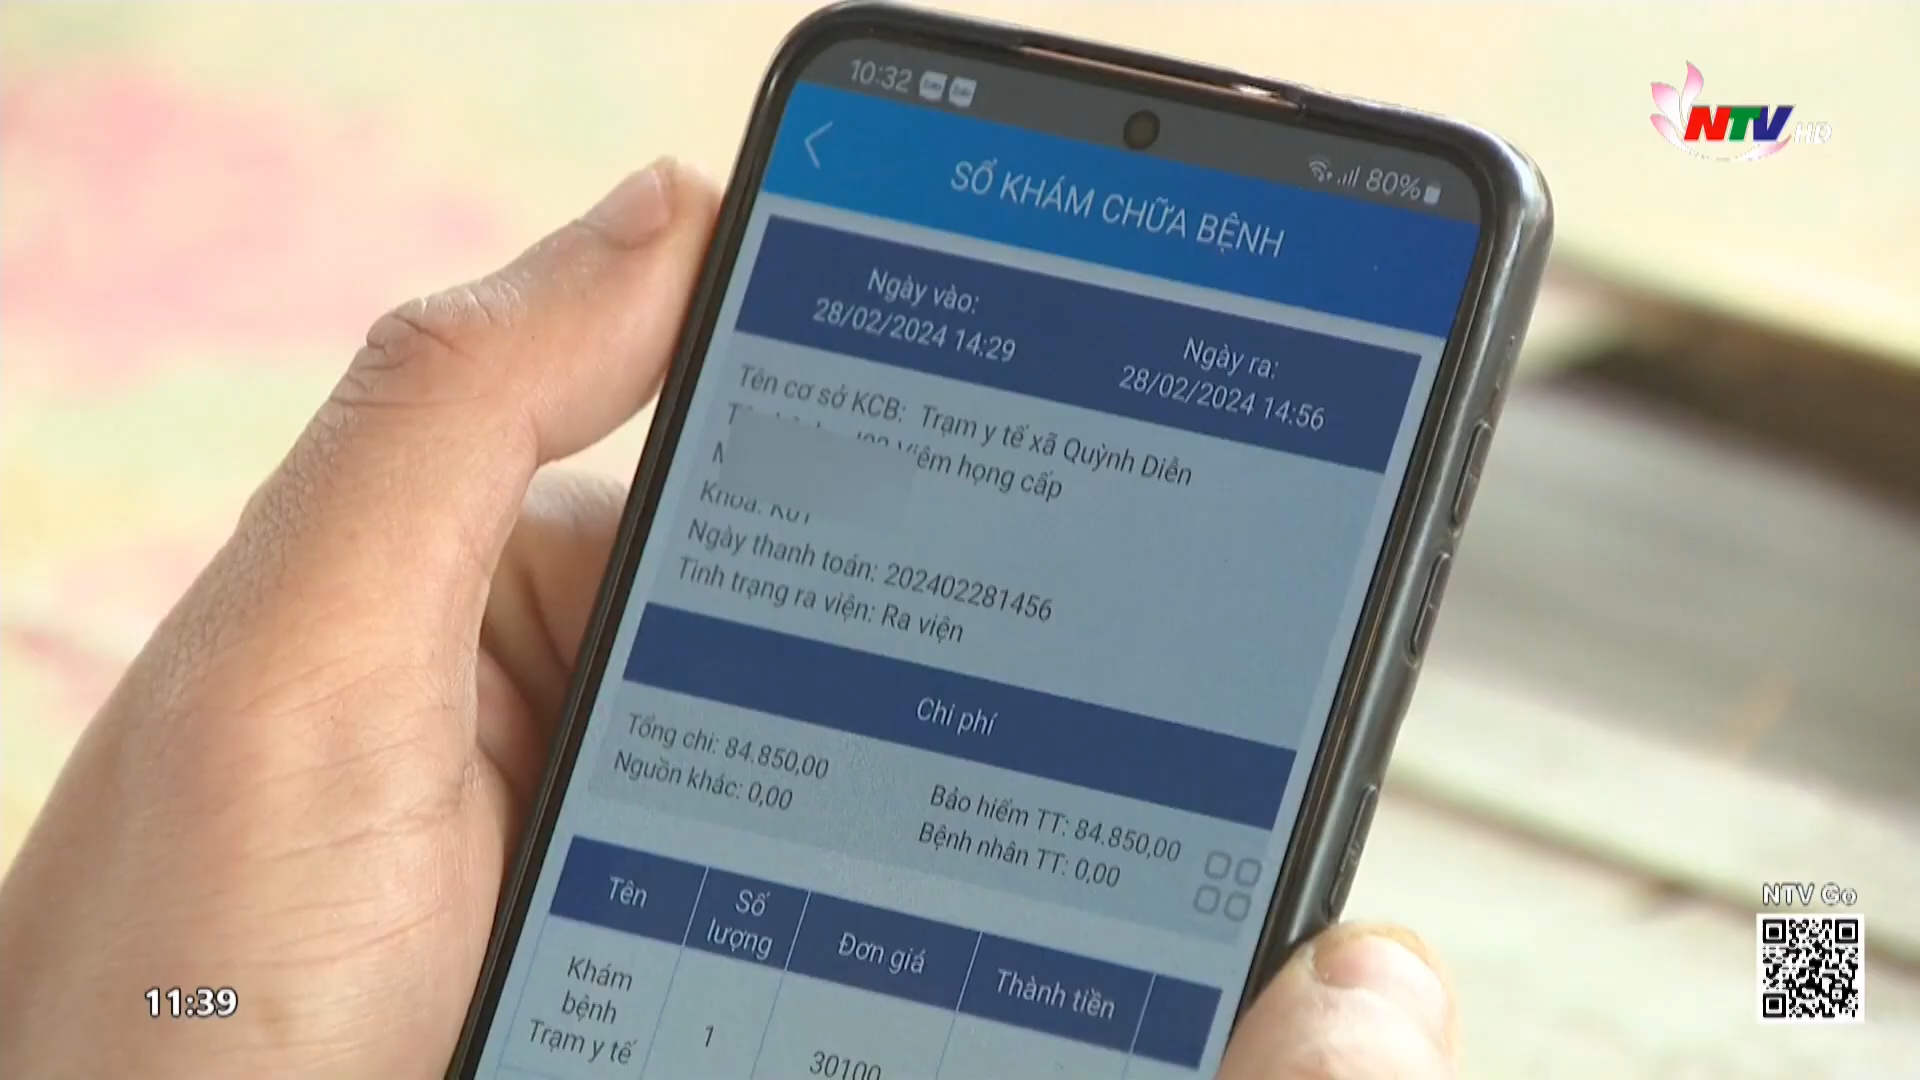 10:32
80%
NTV HD
SỔ KHÁM CHỮA BỆNH
Ngày vào:
28/02/2024 14:29
Ngày ra:
28/02/2024 14:56
Tên cơ sở KCB: Trạm y tế xã Quỳnh Diễn
Viêm họng cấp
Khoa: K01
Ngày thanh toán: 202402281456
Tình trạng ra viện: Ra viện
Chi phí
Tổng chi: 84.850,00
Nguồn khác: 0,00
Bảo hiểm TT: 84.850,00
Bệnh nhân TT: 0,00
Tên
Số lượng
Đơn giá
Thành tiền
Khám
bệnh
Trạm y tế
1
30100
NTV Go
11:39